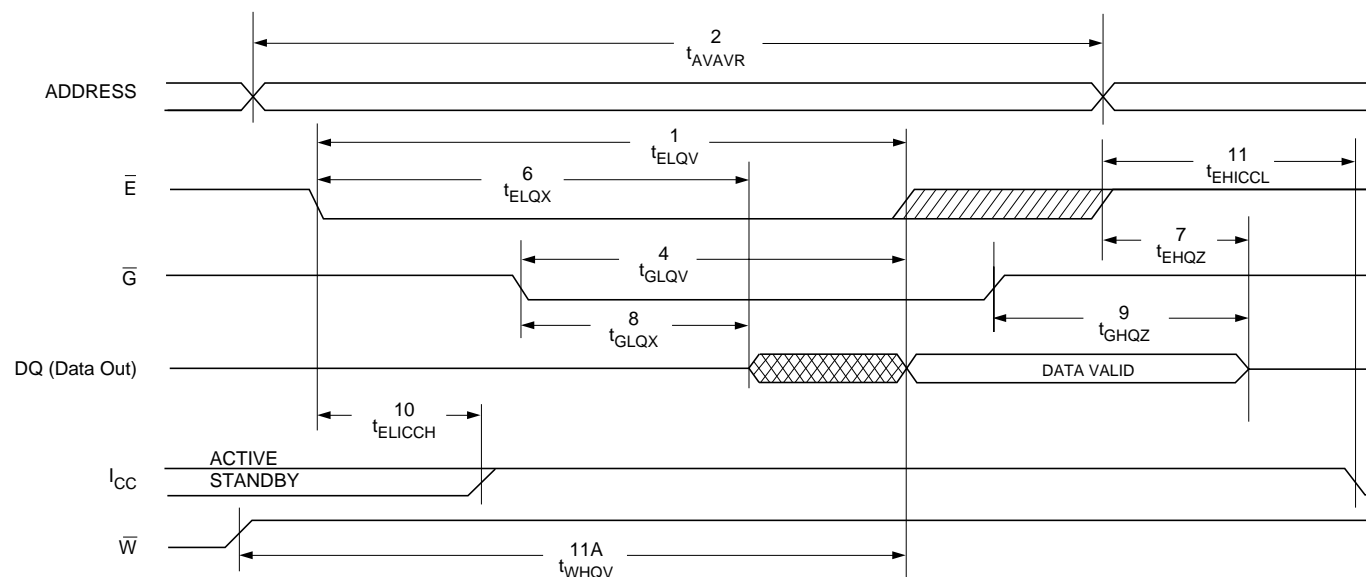 2
tAVAVR
ADDRESS
1
tELQV
11
tEHICCL
6
tELQX
E̅
7
tEHQZ
4
tGLQV
G̅
8
tGLQX
9
tGHQZ
DQ (Data Out)
DATA VALID
10
tELICCH
ACTIVE
ICC
STANDBY
W̅
11A
tWHQV